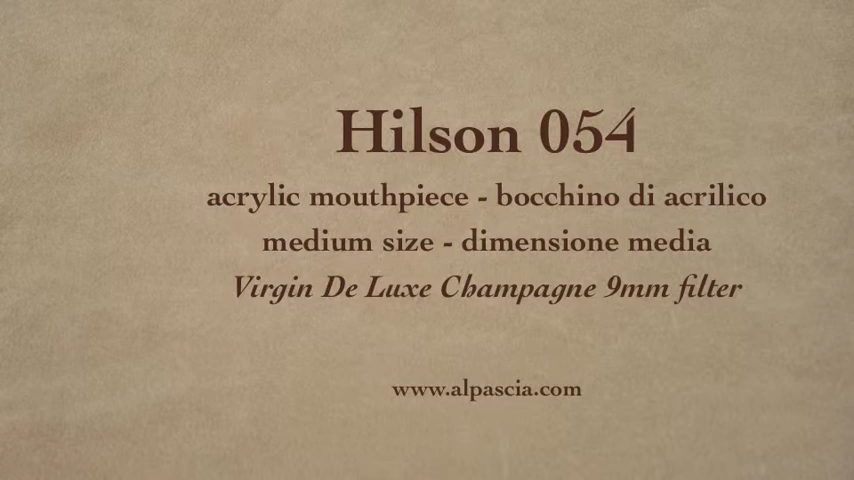 Hilson 054
acrylic mouthpiece - bocchino di acrilico
medium size - dimensione media
Virgin De Luxe Champagne 9mm filter
www.alpascia.com